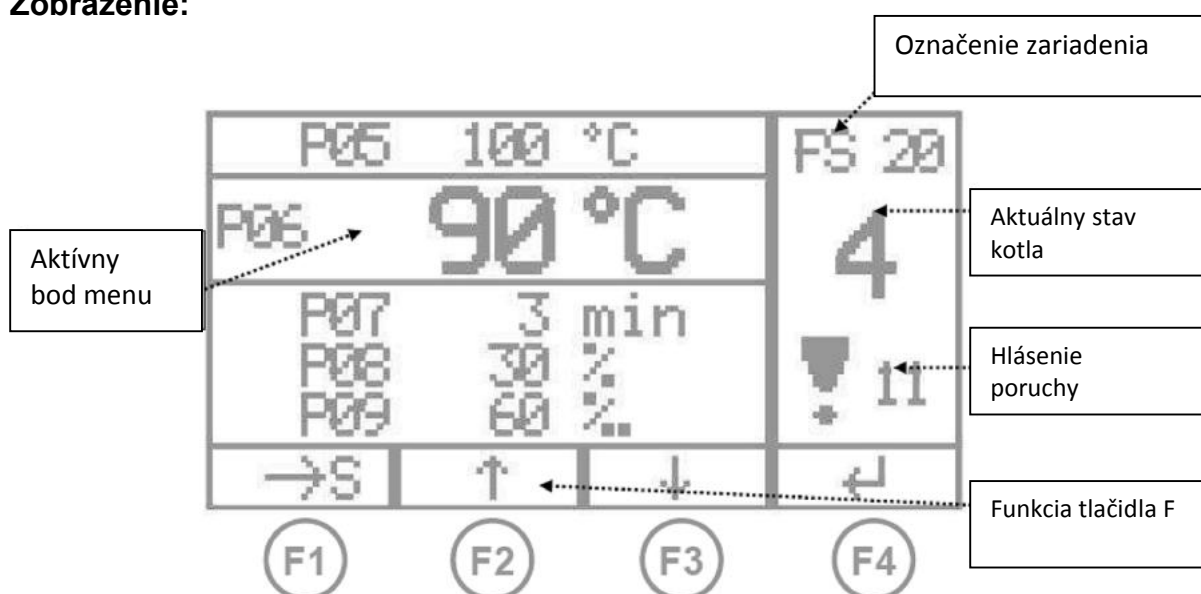 Zobrazenie:
Označenie zariadenia
P05 100 °C
FS 20
P06 90 °C
4
Aktuálny stav
kotla
Aktívny
bod menu
P07 3 min
P08 30 %
P09 60 ‰
! 11
Hlásenie
poruchy
→S ↑ ↓ ↵
Funkcia tlačidla F
F1 F2 F3 F4